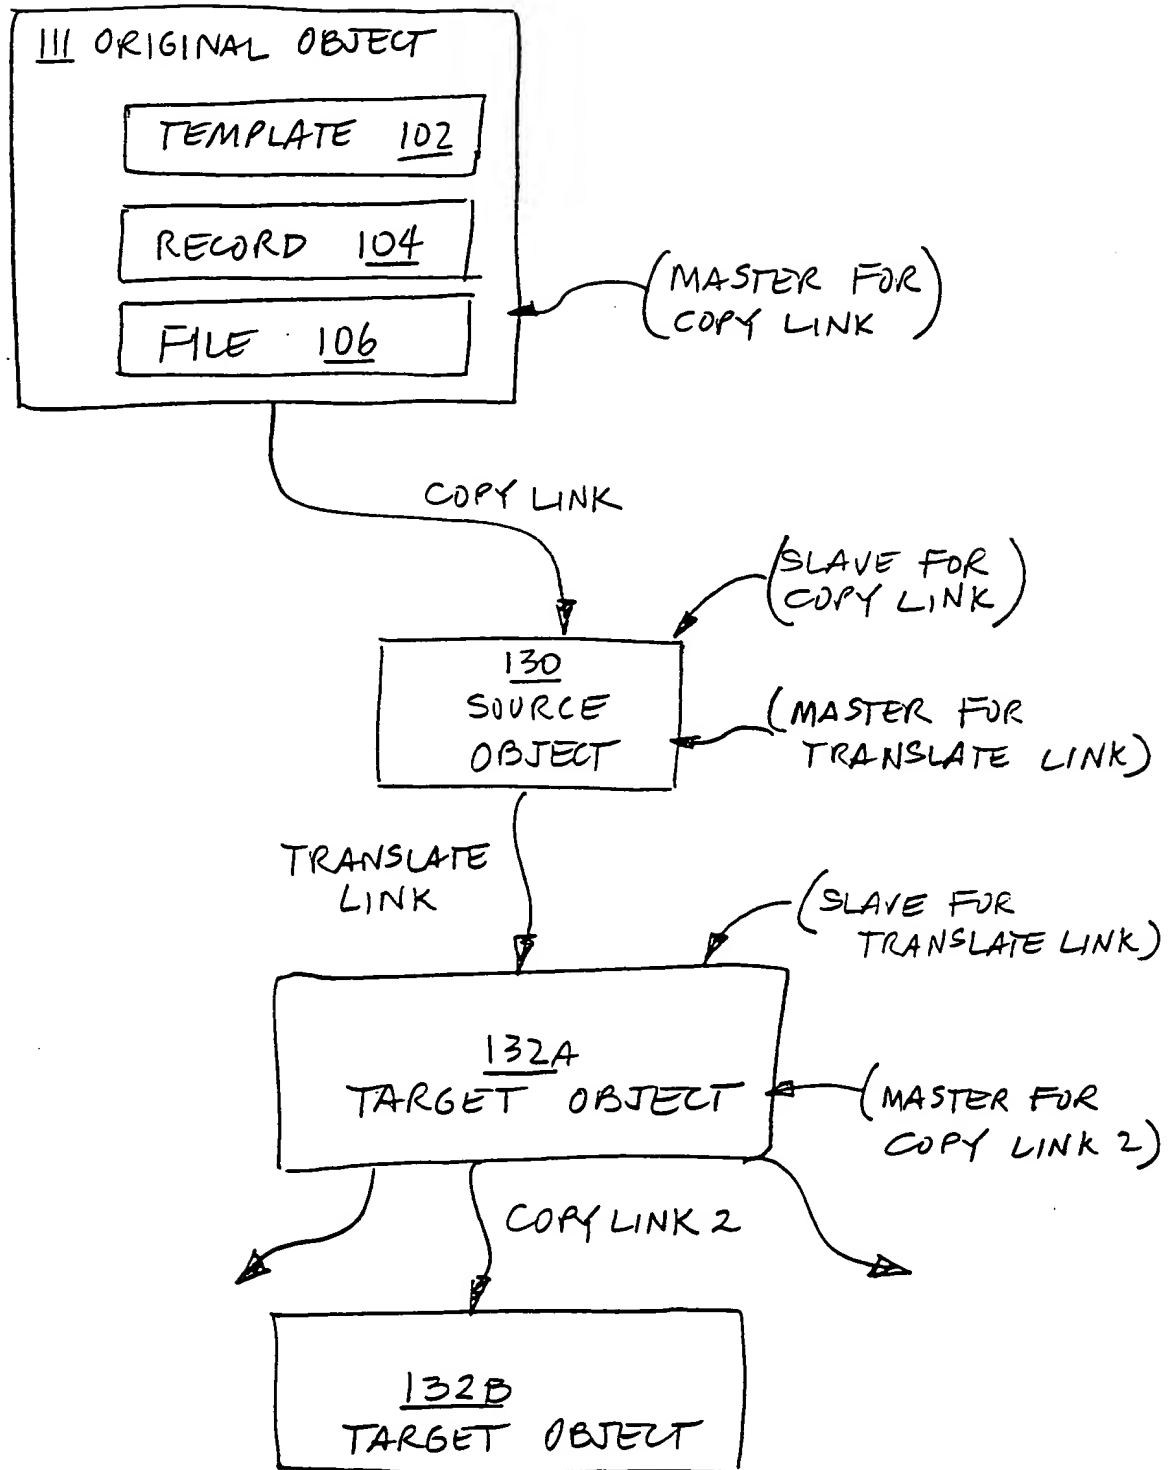 111 ORIGINAL OBJECT
TEMPLATE 102
RECORD 104
FILE 106
(MASTER FOR
COPY LINK)
COPY LINK
(SLAVE FOR
COPY LINK)
130
SOURCE
OBJECT
(MASTER FOR
TRANSLATE LINK)
TRANSLATE
LINK
(SLAVE FOR
TRANSLATE LINK)
132A
TARGET OBJECT
(MASTER FOR
COPY LINK 2)
COPY LINK 2
132B
TARGET OBJECT